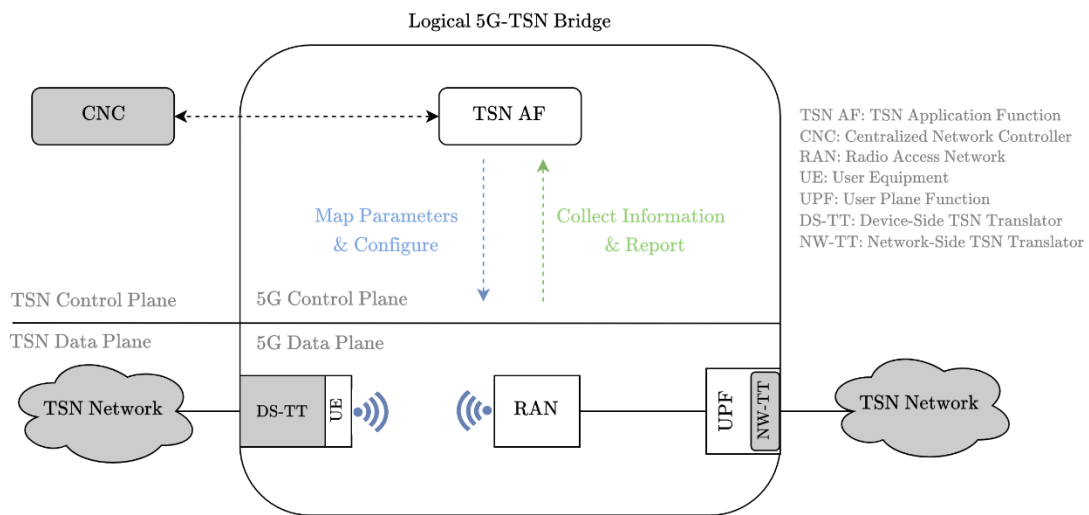 Logical 5G-TSN Bridge
CNC
TSN AF
TSN AF: TSN Application Function
CNC: Centralized Network Controller
RAN: Radio Access Network
UE: User Equipment
UPF: User Plane Function
DS-TT: Device-Side TSN Translator
NW-TT: Network-Side TSN Translator
Map Parameters
& Configure
Collect Information
& Report
TSN Control Plane
5G Control Plane
TSN Data Plane
5G Data Plane
TSN Network
DS-TT
UE
RAN
UPF
NW-TT
TSN Network